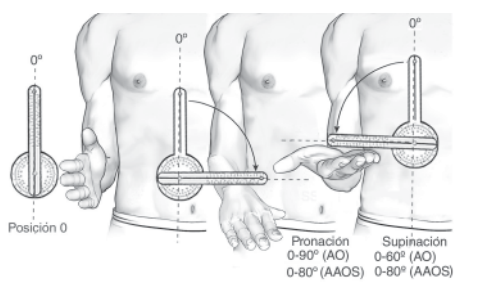 0º
0º
0º
Posición 0
Pronación
0-90º (AO)
0-80º (AAOS)
Supinación
0-60º (AO)
0-80º (AAOS)